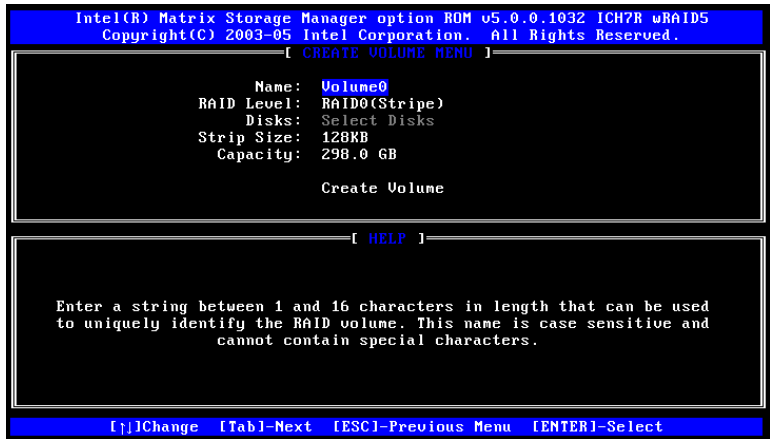 Intel(R) Matrix Storage Manager option ROM v5.0.0.1032 ICH7R wRAID5
Copyright(C) 2003-05 Intel Corporation. All Rights Reserved.
[ CREATE VOLUME MENU ]
Name: Volume0
RAID Level: RAID0(Stripe)
Disks: Select Disks
Strip Size: 128KB
Capacity: 298.0 GB
Create Volume
[ HELP ]
Enter a string between 1 and 16 characters in length that can be used
to uniquely identify the RAID volume. This name is case sensitive and
cannot contain special characters.
[↑↓]Change [Tab]-Next [ESC]-Previous Menu [ENTER]-Select